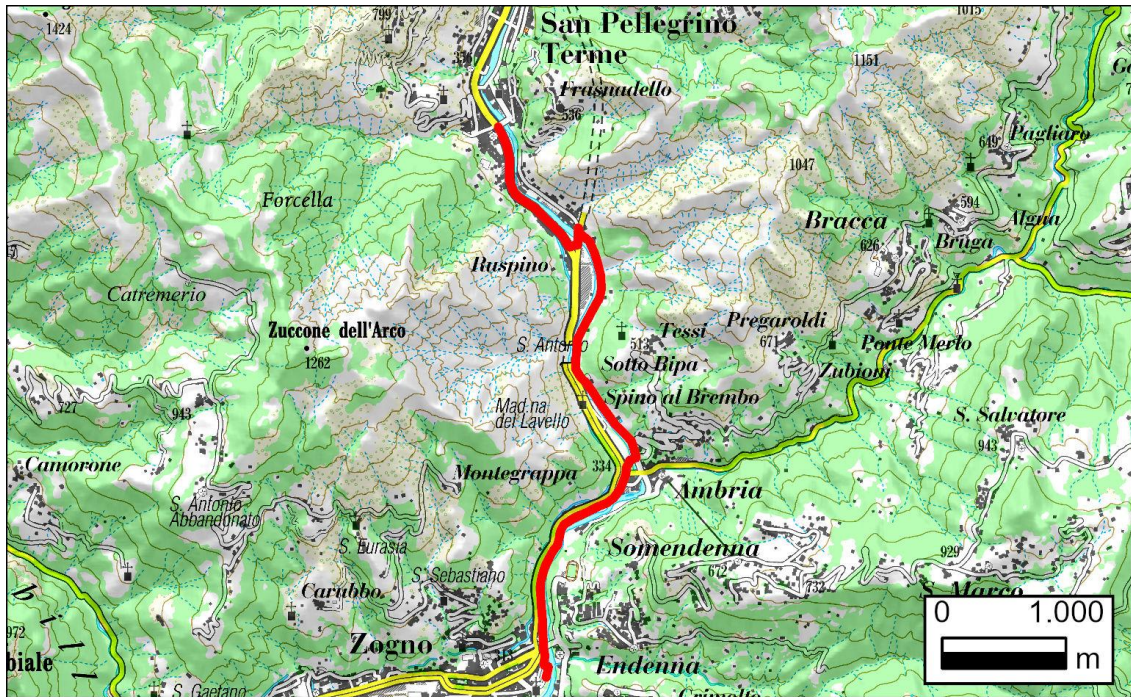 799
1015
1424
San Pellegrino
Terme
1151
Frasnadello
536
Pagliaro
649
1047
Forcella
594
Bracca
Algua
626
Bruga
Ruspino
Catremerio
Pregaroldi
Tessi
Zuccone dell'Arco
S. Antonio
513
671
Ponte Merlo
1262
Sotto Ripa
Zubioni
Spino al Brembo
727
943
Mad.na
del Lavello
S. Salvatore
943
Camorone
Montegrappa
334
Ambria
S. Antonio
Abbandonato
S. Eurasia
Somendenna
929
S. Sebastiano
672
732
Carubbo
S. Marco
0 1.000
m
972
Zogno
biale
Endenna
S. Gaetano
Grimolto